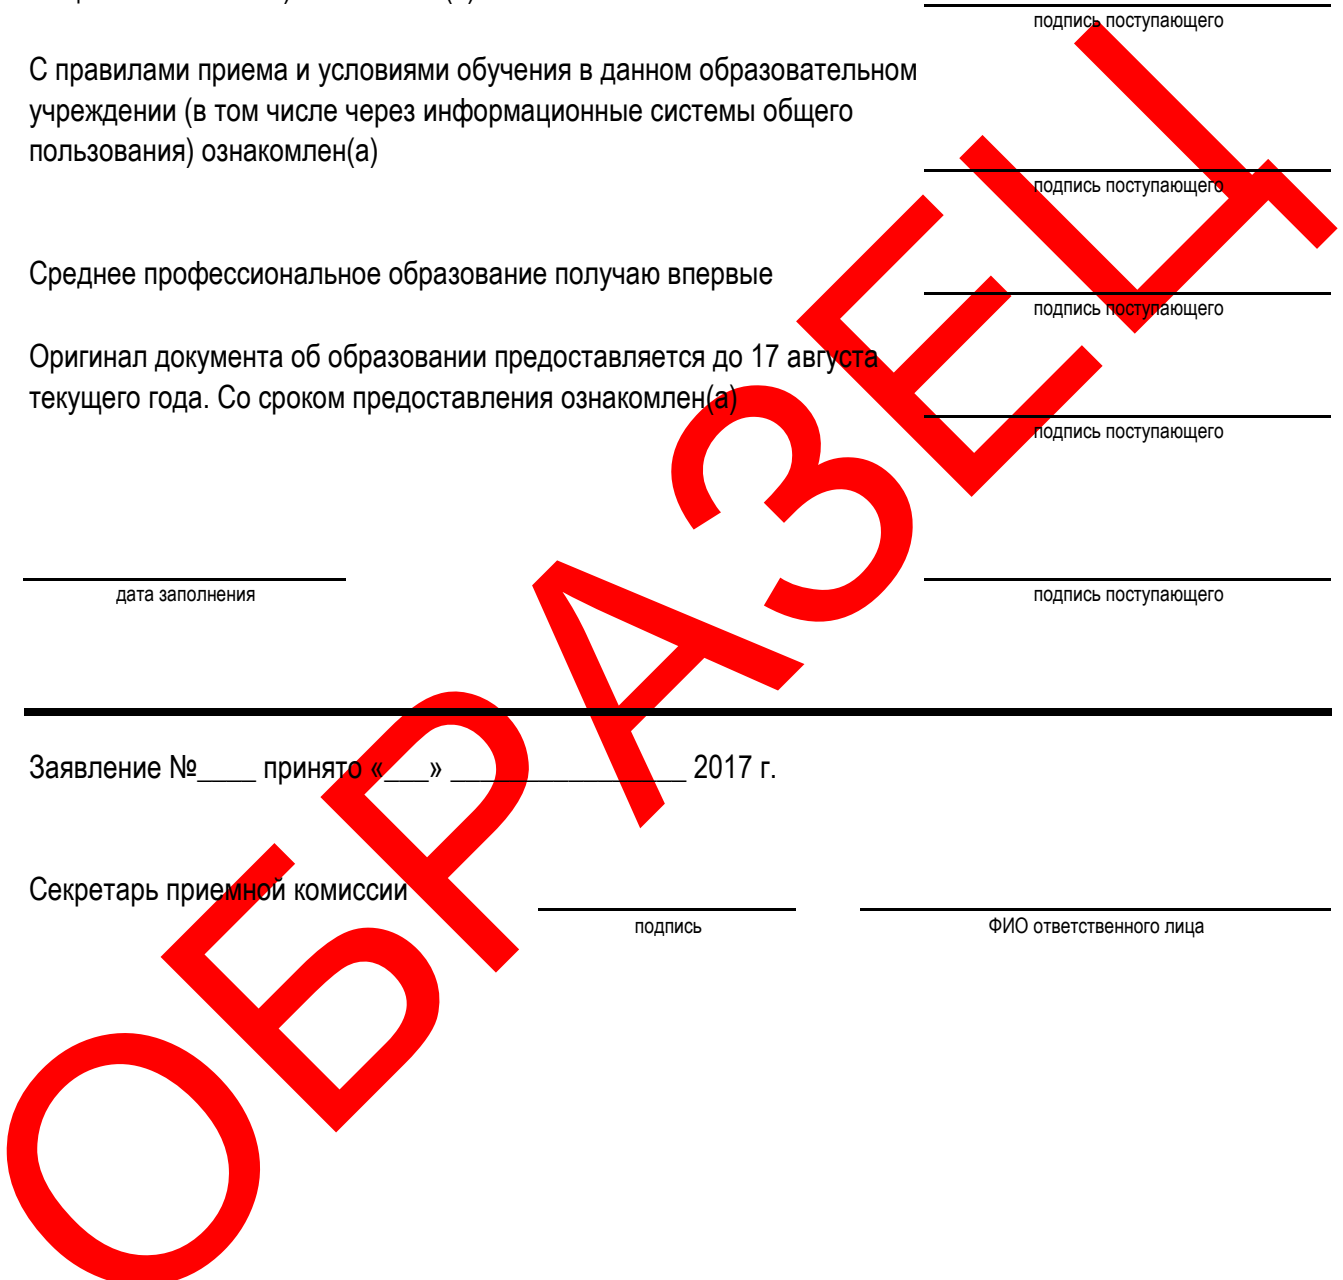 подпись поступающего
С правилами приема и условиями обучения в данном образовательном
учреждении (в том числе через информационные системы общего
пользования) ознакомлен(а)
подпись поступающего
Среднее профессиональное образование получаю впервые
подпись поступающего
Оригинал документа об образовании предоставляется до 17 августа
текущего года. Со сроком предоставления ознакомлен(а)
подпись поступающего
дата заполнения
подпись поступающего
Заявление №____ принято «___» ________________ 2017 г.
Секретарь приемной комиссии
подпись
ФИО ответственного лица
ОБРАЗЕЦ